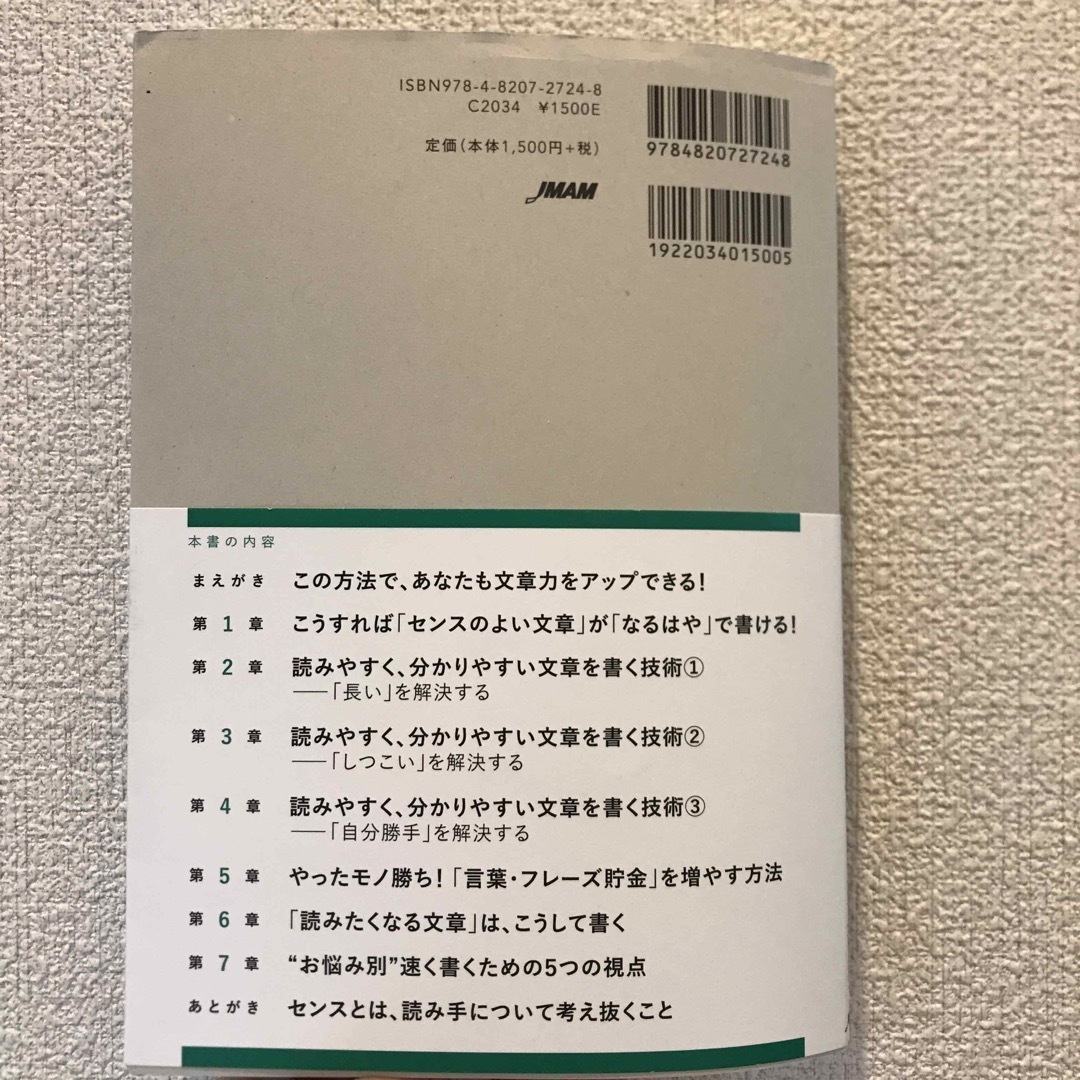 ISBN978-4-8207-2724-8
C2034 ¥1500E
定価(本体1,500円+税)
JMAM
9784820727248
1922034015005
本書の内容
まえがき この方法で、あなたも文章力をアップできる!
第1章 こうすれば「センスのよい文章」が「なるはや」で書ける!
第2章 読みやすく、分かりやすい文章を書く技術①
――「長い」を解決する
第3章 読みやすく、分かりやすい文章を書く技術②
――「しつこい」を解決する
第4章 読みやすく、分かりやすい文章を書く技術③
――「自分勝手」を解決する
第5章 やったモノ勝ち!「言葉・フレーズ貯金」を増やす方法
第6章 「読みたくなる文章」は、こうして書く
第7章 “お悩み別”速く書くための5つの視点
あとがき センスとは、読み手について考え抜くこと